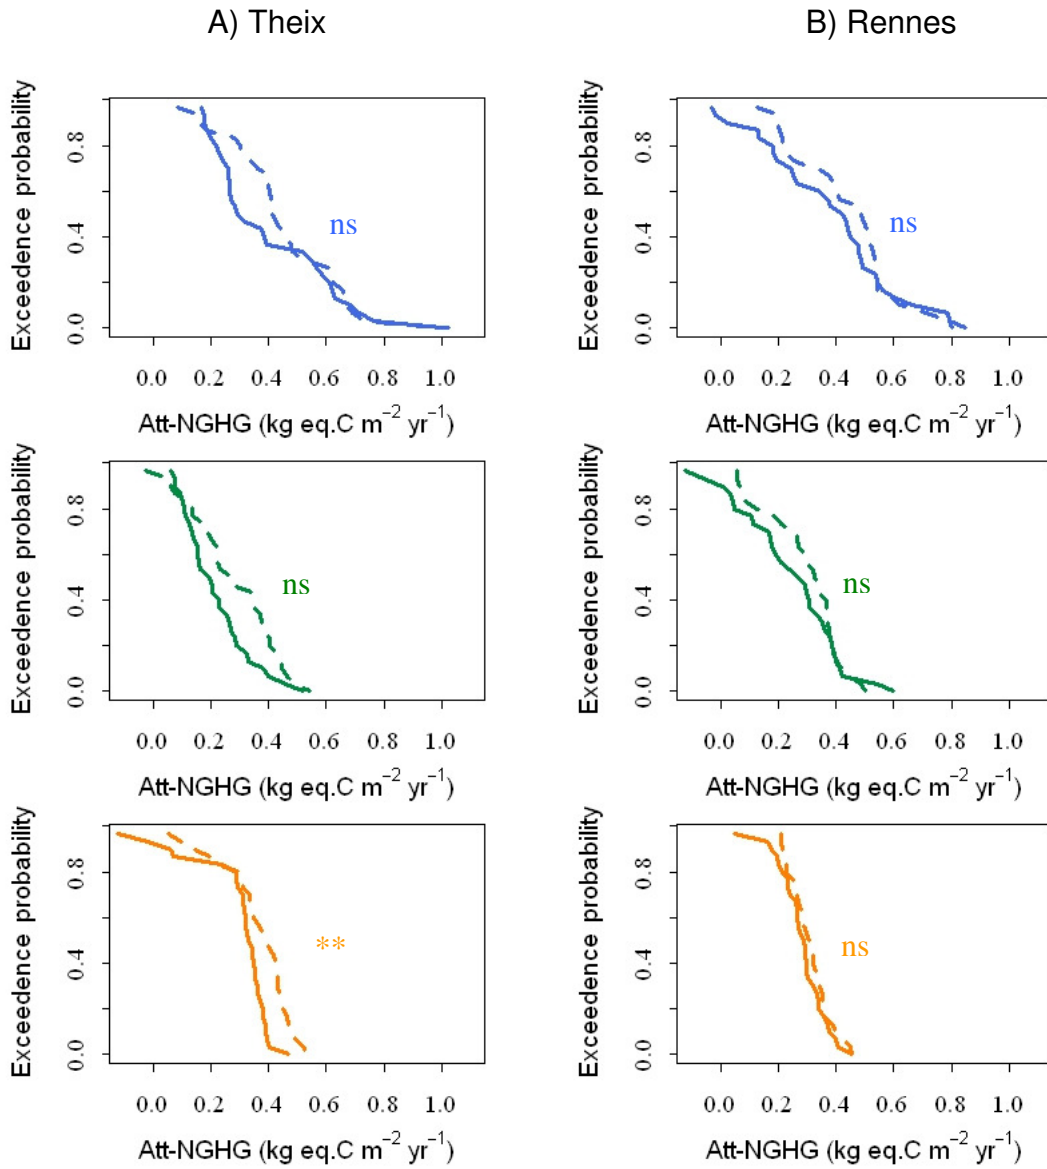 A) Theix
B) Rennes
Exceedence probability
0.0 0.4 0.8
ns
0.0 0.2 0.4 0.6 0.8 1.0
Att-NGHG (kg eq.C m⁻² yr⁻¹)
Exceedence probability
0.0 0.4 0.8
ns
0.0 0.2 0.4 0.6 0.8 1.0
Att-NGHG (kg eq.C m⁻² yr⁻¹)
Exceedence probability
0.0 0.4 0.8
ns
0.0 0.2 0.4 0.6 0.8 1.0
Att-NGHG (kg eq.C m⁻² yr⁻¹)
Exceedence probability
0.0 0.4 0.8
ns
0.0 0.2 0.4 0.6 0.8 1.0
Att-NGHG (kg eq.C m⁻² yr⁻¹)
Exceedence probability
0.0 0.4 0.8
**
0.0 0.2 0.4 0.6 0.8 1.0
Att-NGHG (kg eq.C m⁻² yr⁻¹)
Exceedence probability
0.0 0.4 0.8
ns
0.0 0.2 0.4 0.6 0.8 1.0
Att-NGHG (kg eq.C m⁻² yr⁻¹)